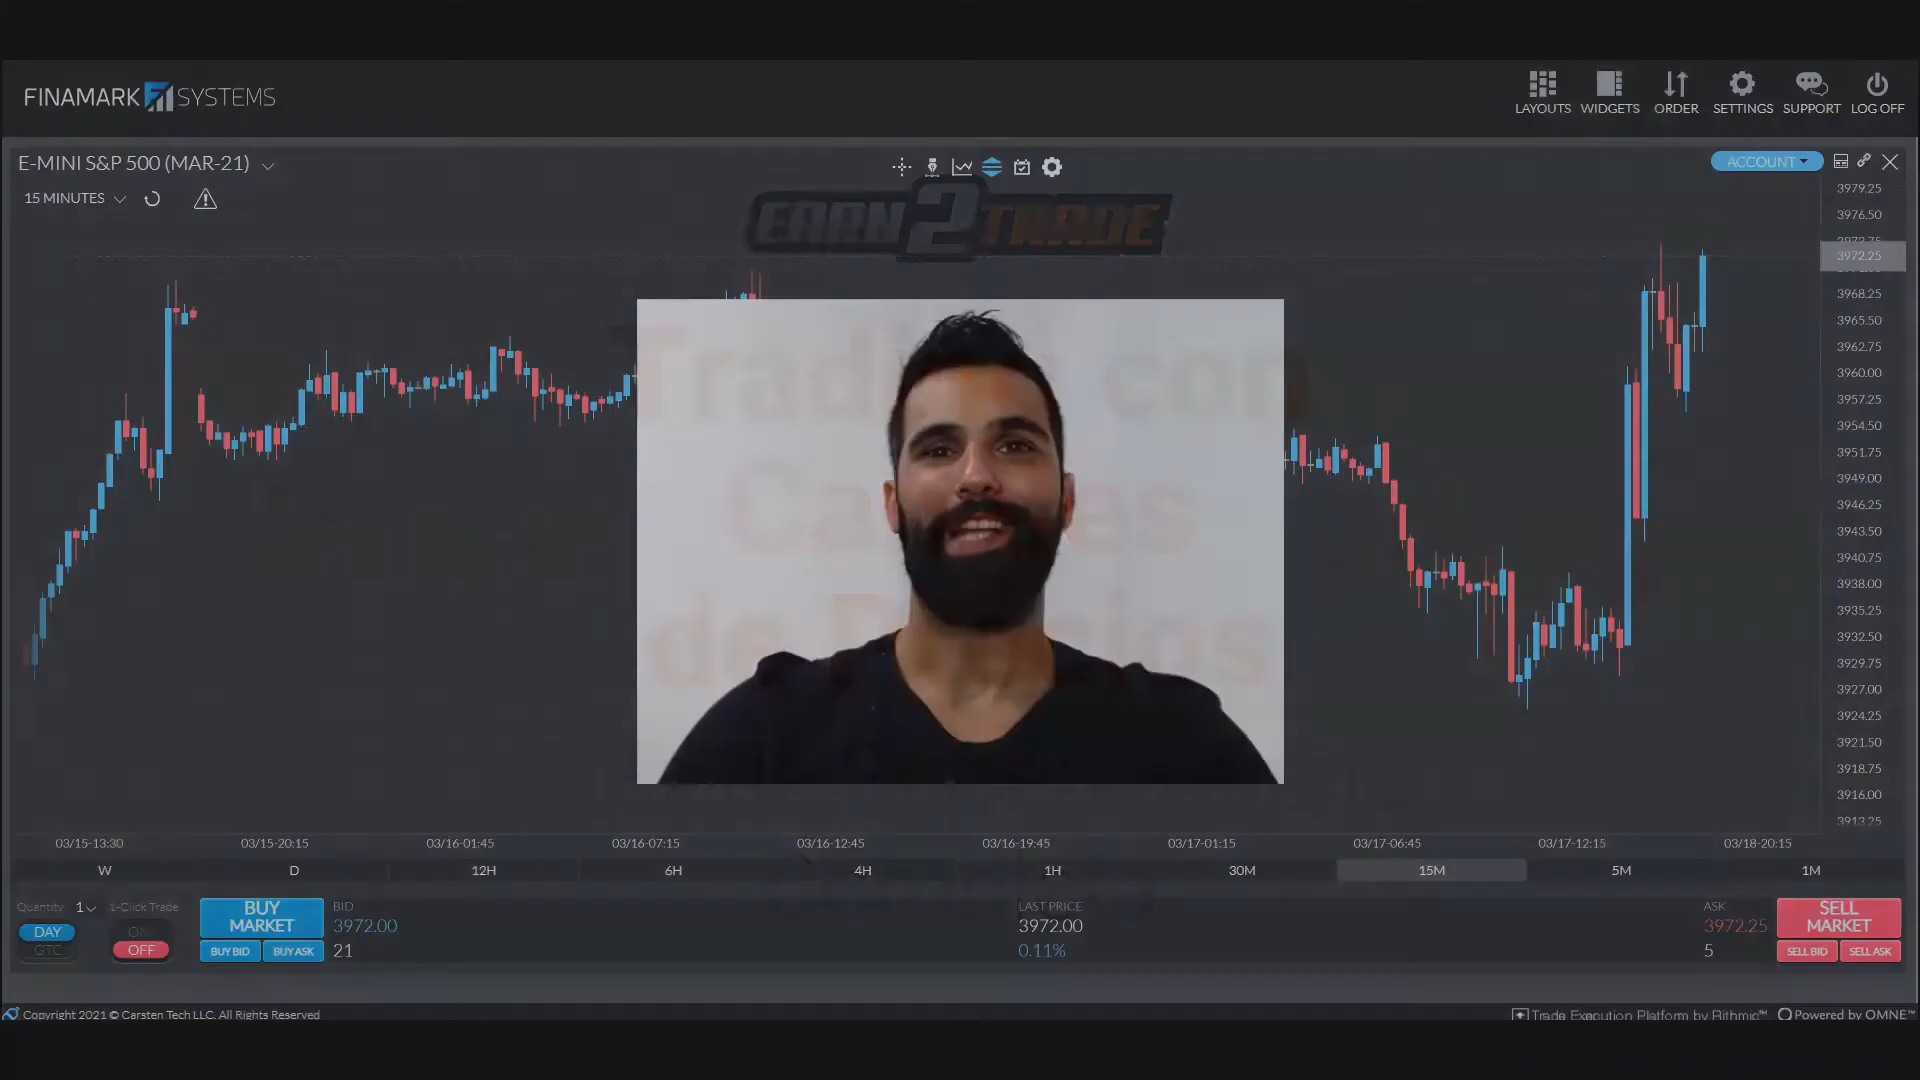 FINAMARK SYSTEMS
LAYOUTS WIDGETS ORDER SETTINGS SUPPORT LOG OFF
E-MINI S&P 500 (MAR-21)
ACCOUNT
15 MINUTES
EARN2TRADE
3979.25
3976.50
3972.25
3968.25
3965.50
3962.75
3960.00
3957.25
3954.50
3951.75
3949.00
3946.25
3943.50
3940.75
3938.00
3935.25
3932.50
3929.75
3927.00
3924.25
3921.50
3918.75
3916.00
3913.25
Trading con
de
03/15-13:30 03/15-20:15 03/16-01:45 03/16-07:15 03/16-12:45 03/16-19:45 03/17-01:15 03/17-06:45 03/17-12:15 03/18-20:15
W D 12H 6H 4H 1H 30M 15M 5M 1M
Quantity 1 1-Click Trade
DAY
GTC
ON
OFF
BUY
MARKET
BUY BID BUY ASK
BID
3972.00
21
LAST PRICE
3972.00
0.11%
ASK
3972.25
5
SELL
MARKET
SELL BID SELL ASK
Copyright 2021 © Carsten Tech LLC. All Rights Reserved
Trade Execution Platform by Rithmic™ Powered by OMNE™